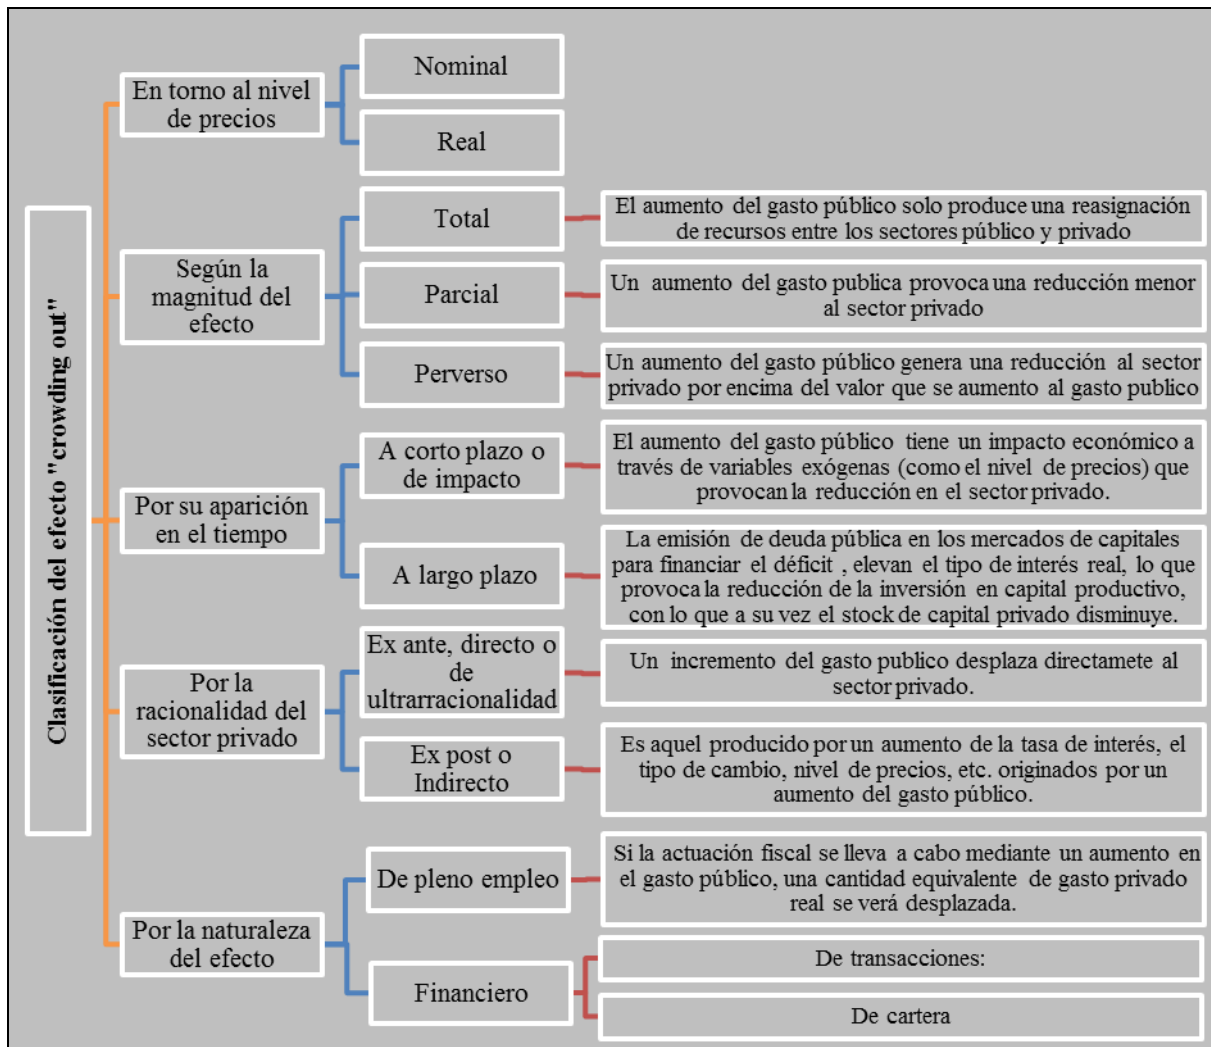 Clasificación del efecto "crowding out"
En torno al nivel
de precios
Nominal
Real
Según la
magnitud del
efecto
Total
El aumento del gasto público solo produce una reasignación
de recursos entre los sectores público y privado
Parcial
Un aumento del gasto publica provoca una reducción menor
al sector privado
Perverso
Un aumento del gasto público genera una reducción al sector
privado por encima del valor que se aumento al gasto publico
Por su aparición
en el tiempo
A corto plazo o
de impacto
El aumento del gasto público tiene un impacto económico a
través de variables exógenas (como el nivel de precios) que
provocan la reducción en el sector privado.
A largo plazo
La emisión de deuda pública en los mercados de capitales
para financiar el déficit , elevan el tipo de interés real, lo que
provoca la reducción de la inversión en capital productivo,
con lo que a su vez el stock de capital privado disminuye.
Por la
racionalidad del
sector privado
Ex ante, directo o
de
ultrarracionalidad
Un incremento del gasto publico desplaza directamete al
sector privado.
Ex post o
Indirecto
Es aquel producido por un aumento de la tasa de interés, el
tipo de cambio, nivel de precios, etc. originados por un
aumento del gasto público.
Por la naturaleza
del efecto
De pleno empleo
Si la actuación fiscal se lleva a cabo mediante un aumento en
el gasto público, una cantidad equivalente de gasto privado
real se verá desplazada.
Financiero
De transacciones:
De cartera